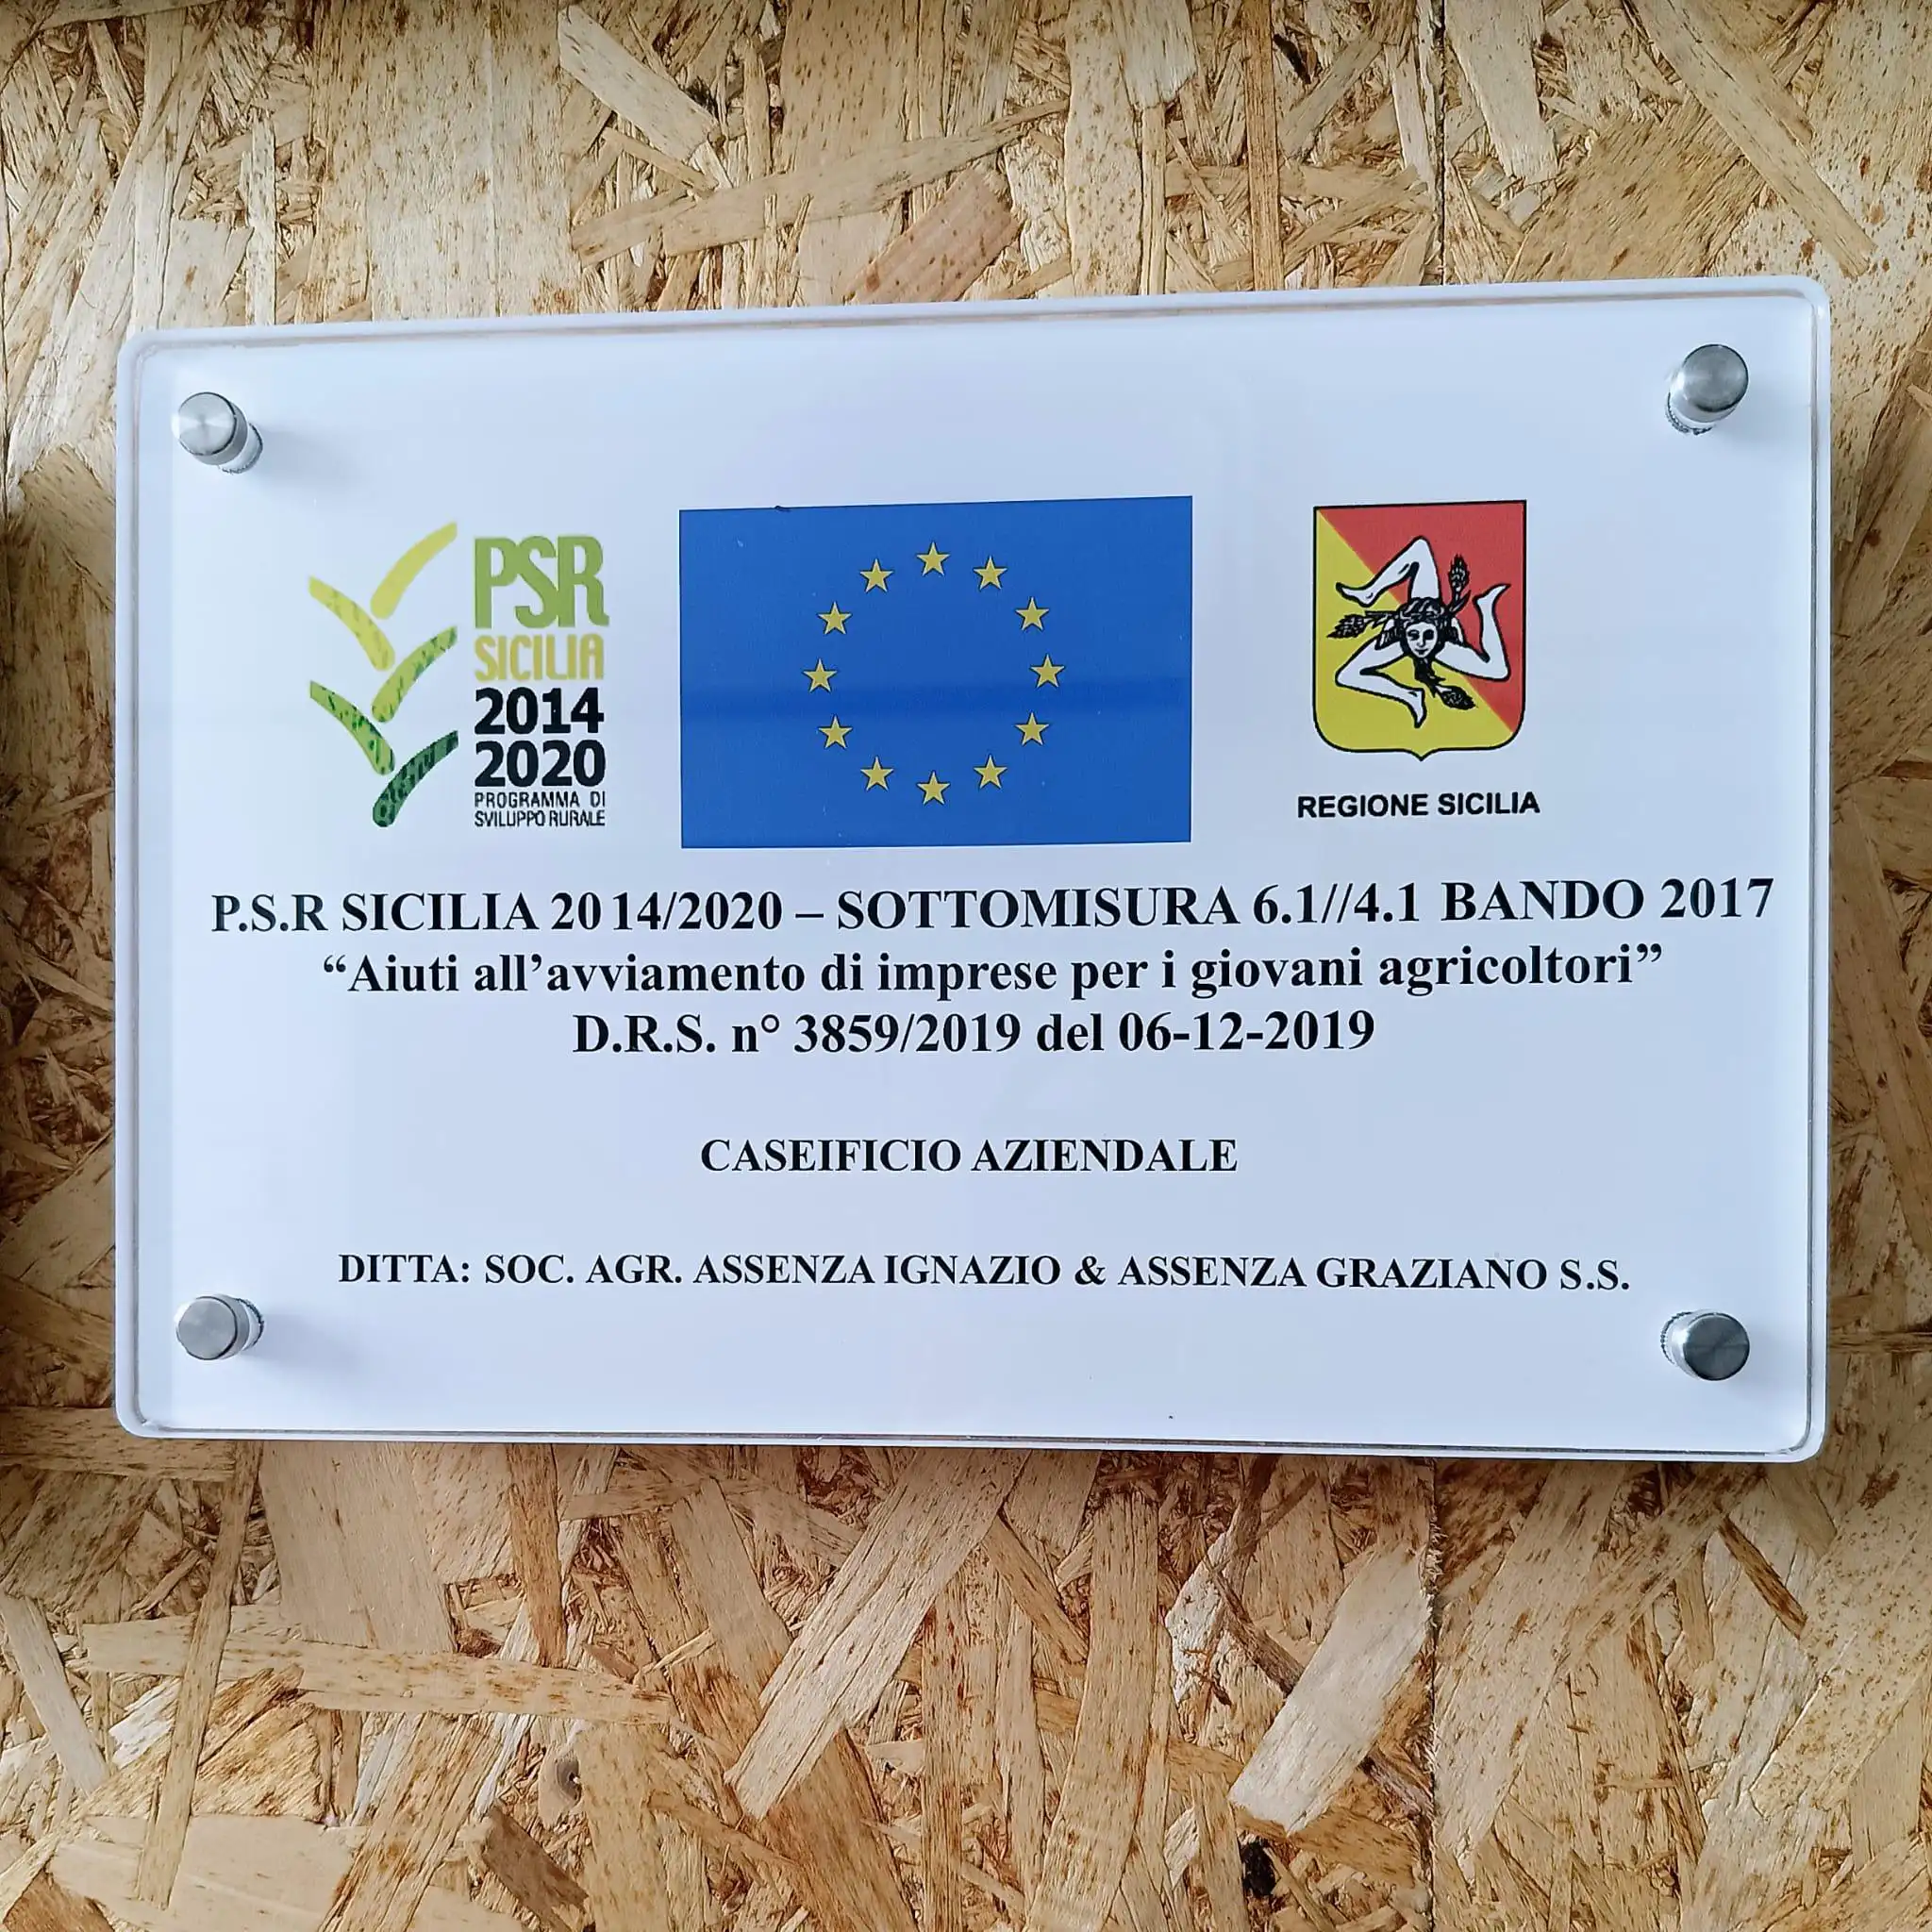 PSR
SICILIA
2014
2020
PROGRAMMA DI
SVILUPPO RURALE
REGIONE SICILIA
P.S.R SICILIA 2014/2020 – SOTTOMISURA 6.1//4.1 BANDO 2017
“Aiuti all’avviamento di imprese per i giovani agricoltori”
D.R.S. n° 3859/2019 del 06-12-2019
CASEIFICIO AZIENDALE
DITTA: SOC. AGR. ASSENZA IGNAZIO & ASSENZA GRAZIANO S.S.